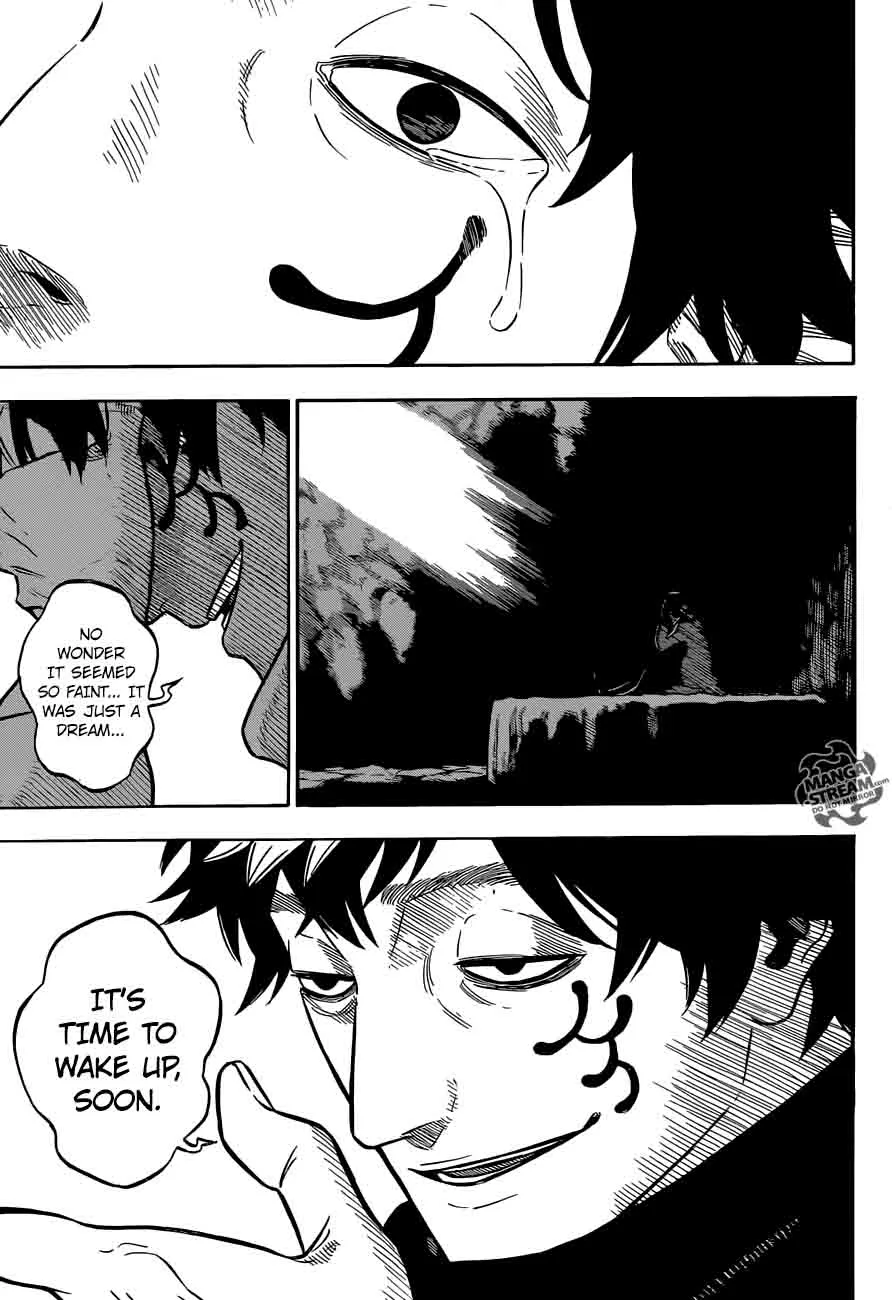 NO
WONDER
IT SEEMED
SO FAINT... IT
WAS JUST A
DREAM...
MANGA
STREAM.com
DO NOT MIRROR
IT'S
TIME TO
WAKE UP,
SOON.